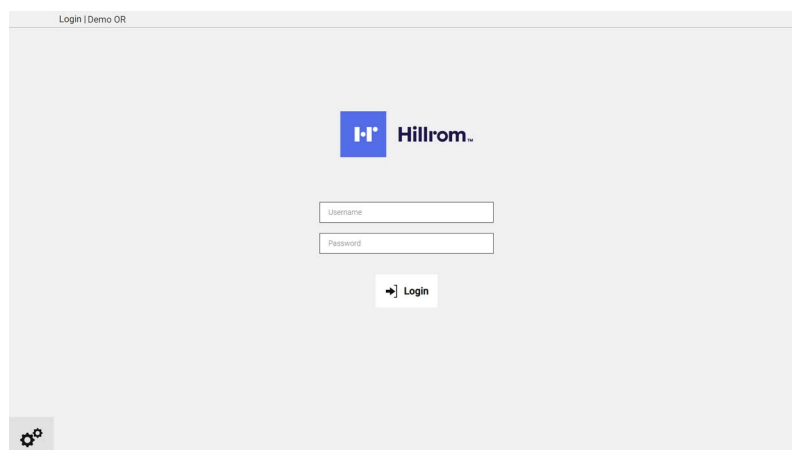 Login | Demo OR
Hillrom™
Username
Password
Login